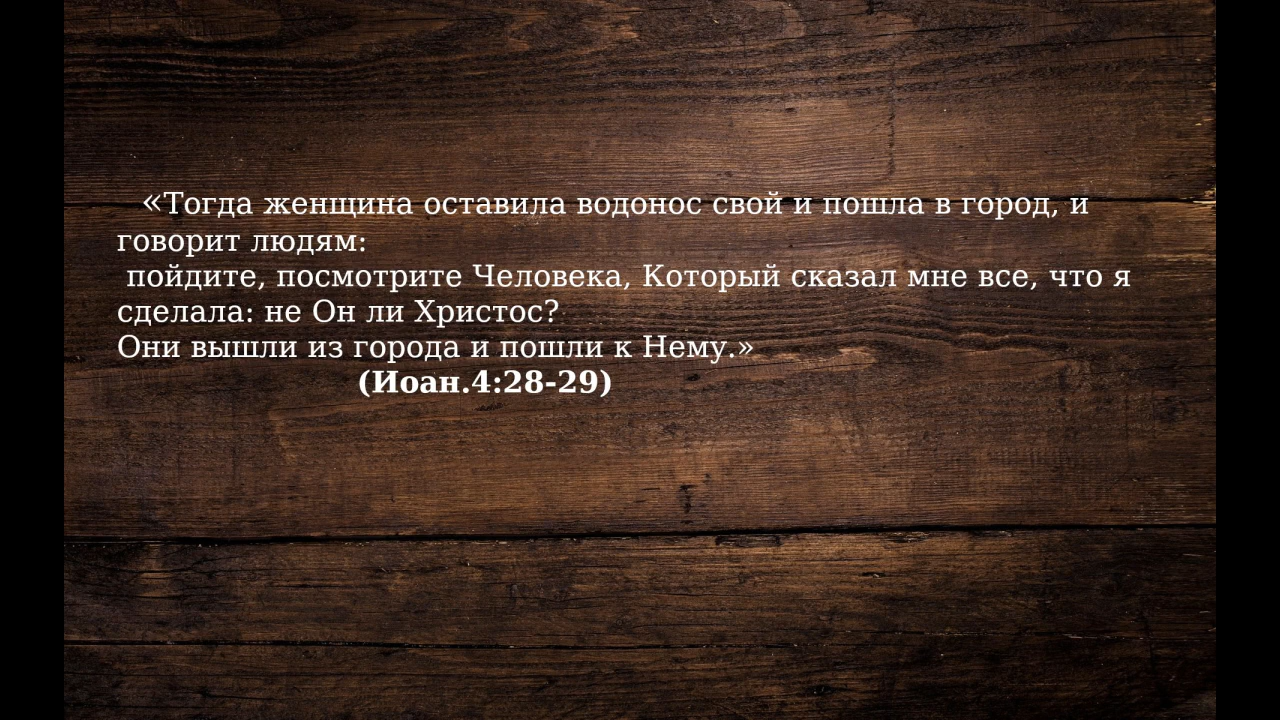 «Тогда женщина оставила водонос свой и пошла в город, и
говорит людям:
пойдите, посмотрите Человека, Который сказал мне все, что я
сделала: не Он ли Христос?
Они вышли из города и пошли к Нему.»
(Иоан.4:28-29)